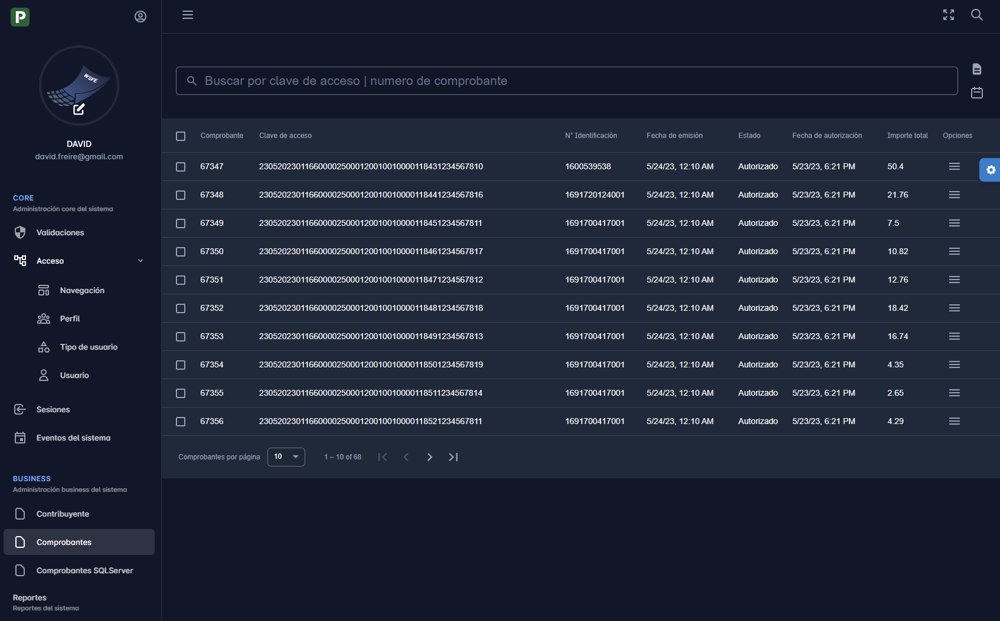 P
WSFE
DAVID
david.freire@gmail.com
CORE
Administración core del sistema
Validaciones
Acceso
Navegación
Perfil
Tipo de usuario
Usuario
Sesiones
Eventos del sistema
BUSINESS
Administración business del sistema
Contribuyente
Comprobantes
Comprobantes SQLServer
Reportes
Reportes del sistema
Buscar por clave de acceso | numero de comprobante
Comprobante Clave de acceso N° Identificación Fecha de emisión Estado Fecha de autorización Importe total Opciones
67347 2305202301166000025000120010010000118431234567810 1600539538 5/24/23, 12:10 AM Autorizado 5/23/23, 6:21 PM 50.4
67348 2305202301166000025000120010010000118441234567816 1691720124001 5/24/23, 12:10 AM Autorizado 5/23/23, 6:21 PM 21.76
67349 2305202301166000025000120010010000118451234567811 1691700417001 5/24/23, 12:10 AM Autorizado 5/23/23, 6:21 PM 7.5
67350 2305202301166000025000120010010000118461234567817 1691700417001 5/24/23, 12:10 AM Autorizado 5/23/23, 6:21 PM 10.82
67351 2305202301166000025000120010010000118471234567812 1691700417001 5/24/23, 12:10 AM Autorizado 5/23/23, 6:21 PM 12.76
67352 2305202301166000025000120010010000118481234567818 1691700417001 5/24/23, 12:10 AM Autorizado 5/23/23, 6:21 PM 18.42
67353 2305202301166000025000120010010000118491234567813 1691700417001 5/24/23, 12:10 AM Autorizado 5/23/23, 6:21 PM 16.74
67354 2305202301166000025000120010010000118501234567819 1691700417001 5/24/23, 12:10 AM Autorizado 5/23/23, 6:21 PM 4.35
67355 2305202301166000025000120010010000118511234567814 1691700417001 5/24/23, 12:10 AM Autorizado 5/23/23, 6:21 PM 2.65
67356 2305202301166000025000120010010000118521234567811 1691700417001 5/24/23, 12:10 AM Autorizado 5/23/23, 6:21 PM 4.29
Comprobantes por página 10 1 – 10 of 68